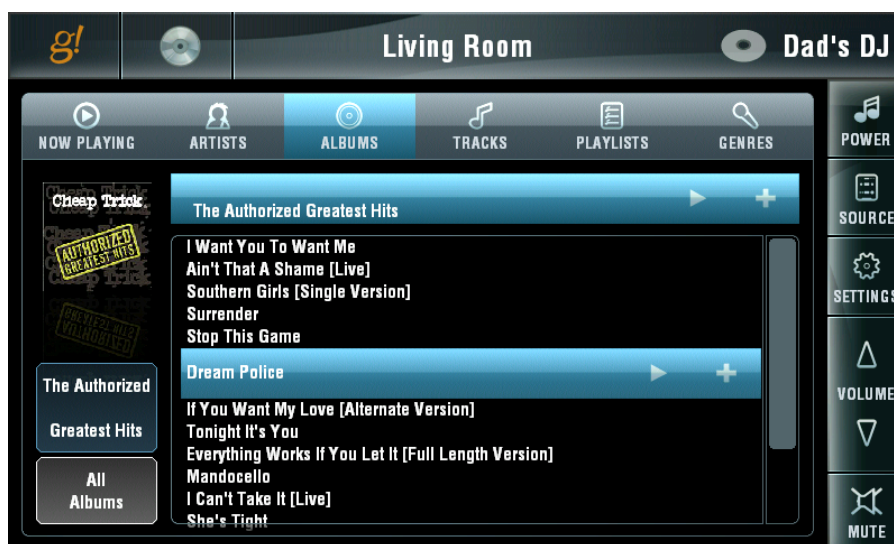 g!
Living Room
Dad's DJ
NOW PLAYING
ARTISTS
ALBUMS
TRACKS
PLAYLISTS
GENRES
POWER
SOURCE
SETTINGS
VOLUME
MUTE
Cheap Trick.
AUTHORIZED
GREATEST HITS
The Authorized
Greatest Hits
All
Albums
The Authorized Greatest Hits
I Want You To Want Me
Ain't That A Shame [Live]
Southern Girls [Single Version]
Surrender
Stop This Game
Dream Police
If You Want My Love [Alternate Version]
Tonight It's You
Everything Works If You Let It [Full Length Version]
Mandocello
I Can't Take It [Live]
She's Tight